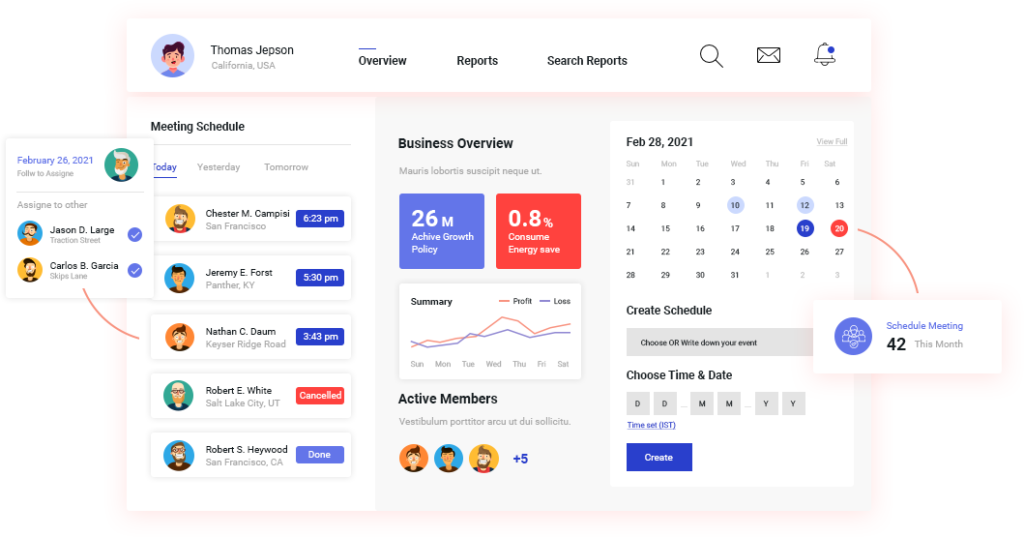 Thomas Jepson
California, USA
Overview
Reports
Search Reports
Meeting Schedule
Today Yesterday Tomorrow
Chester M. Campisi
San Francisco
6:23 pm
Jeremy E. Forst
Panther, KY
5:30 pm
Nathan C. Daum
Keyser Ridge Road
3:43 pm
Robert E. White
Salt Lake City, UT
Cancelled
Robert S. Heywood
San Francisco, CA
Done
February 26, 2021
Follw to Assigne
Assigne to other
Jason D. Large
Traction Street
Carlos B. Garcia
Skips Lane
Business Overview
Mauris lobortis suscipit neque ut.
26 M
Achive Growth
Policy
0.8%
Consume
Energy save
Summary
Profit Loss
Sun Mon Tue Wed Thu Fri Sat
Active Members
Vestibulum porttitor arcu ut dui sollicitu.
+5
Feb 28, 2021
View Full
Sun Mon Tue Wed Thu Fri Sat
31 1 2 3 4 5 6
7 8 9 10 11 12 13
14 15 16 17 18 19 20
21 22 23 24 25 26 27
28 29 30 31 1 2 3
Create Schedule
Choose OR Write down your event
Choose Time & Date
D D ... M M ... Y Y
Time set (IST)
Create
Schedule Meeting
42 This Month